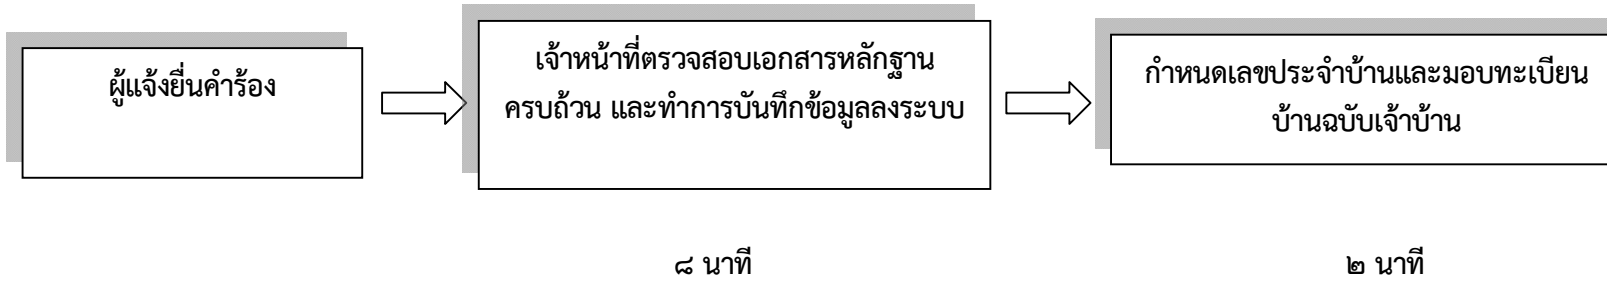 ผู้แจ้งยื่นคำร้อง
เจ้าหน้าที่ตรวจสอบเอกสารหลักฐาน
ครบถ้วน และทำการบันทึกข้อมูลลงระบบ
กำหนดเลขประจำบ้านและมอบทะเบียน
บ้านฉบับเจ้าบ้าน
๘ นาที
๒ นาที